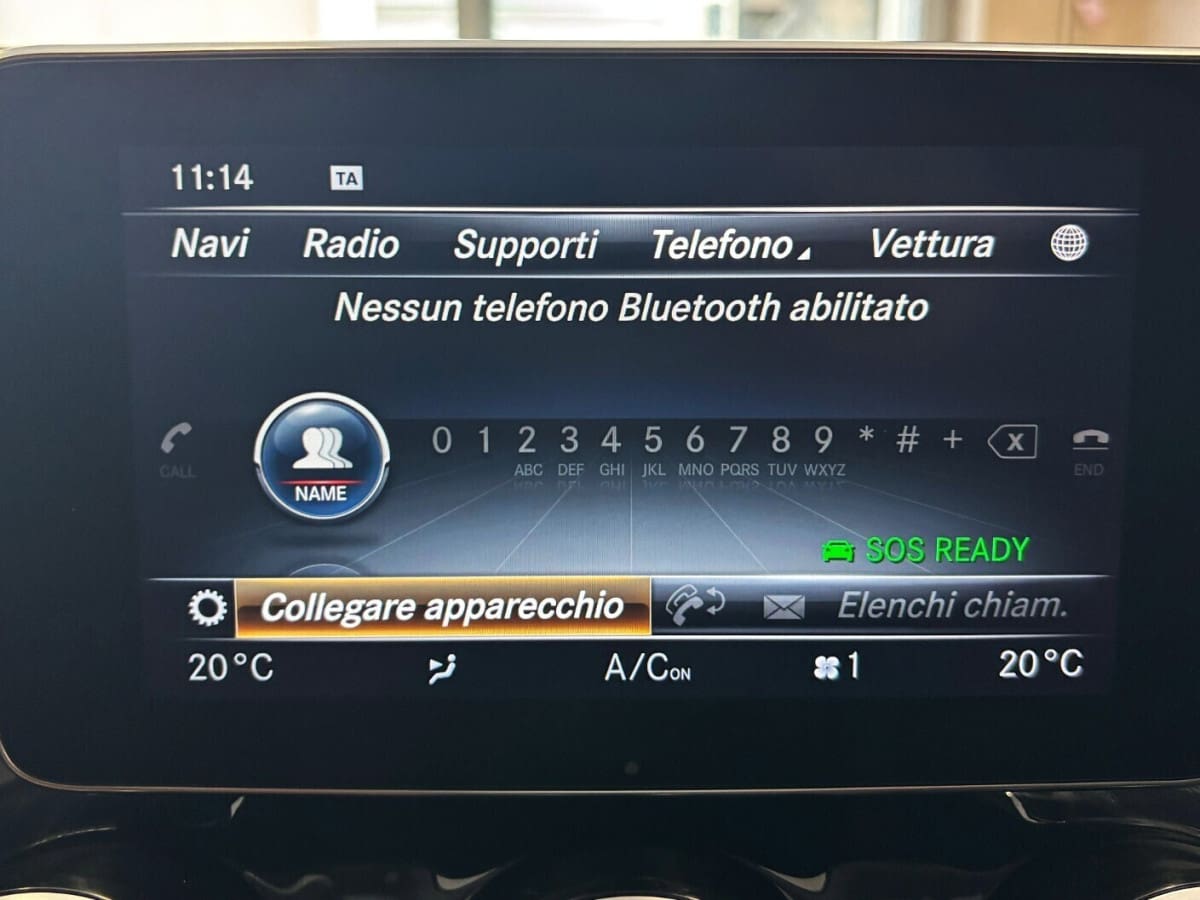 11:14 TA
Navi Radio Supporti Telefono Vettura
Nessun telefono Bluetooth abilitato
CALL
NAME
0 1 2 3 4 5 6 7 8 9 * # + X
ABC DEF GHI JKL MNO PQRS TUV WXYZ
END
SOS READY
Collegare apparecchio Elenchi chiam.
20°C A/C ON 1 20°C